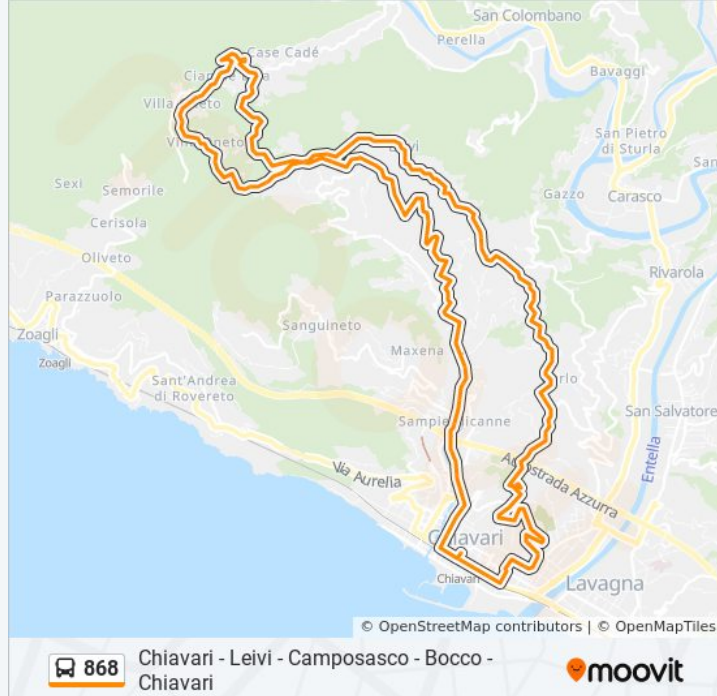 San Colombano
Perella
Case Cadé
Bavaggi
San Pietro
di Sturla
Sexi
Semorile
Gazzo
Carasco
Cerisola
Oliveto
Rivarola
Parazzuolo
Sanguineto
Zoagli
Maxena
Zoagli
Sant'Andrea
di Rovereto
San Salvatore
Via Aurelia
Entella
Autostrada Azzurra
Chiavari
Chiavari
Lavagna
© OpenStreetMap contributors | © OpenMapTiles
868
Chiavari - Leivi - Camposasco - Bocco -
Chiavari
moovit